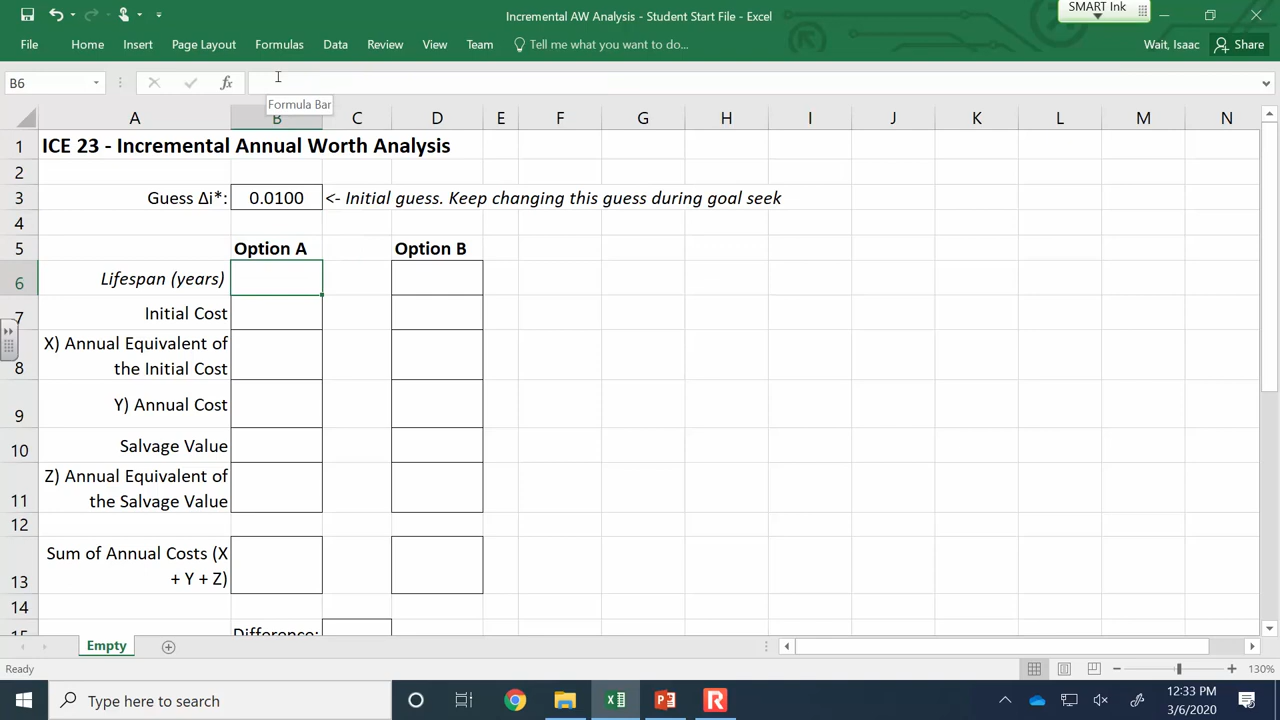 Incremental AW Analysis - Student Start File - Excel
SMART Ink
File Home Insert Page Layout Formulas Data Review View Team Tell me what you want to do... Wait, Isaac Share
B6 fx
Formula Bar
A B C D E F G H I J K L M N
1 ICE 23 - Incremental Annual Worth Analysis
2
3 Guess Δi*: 0.0100 <- Initial guess. Keep changing this guess during goal seek
4
5 Option A Option B
6 Lifespan (years)
7 Initial Cost
X) Annual Equivalent of
8 the Initial Cost
9 Y) Annual Cost
10 Salvage Value
Z) Annual Equivalent of
11 the Salvage Value
12
Sum of Annual Costs (X
13 + Y + Z)
14
15 Difference:
Empty
Ready 130%
Type here to search
12:33 PM
3/6/2020